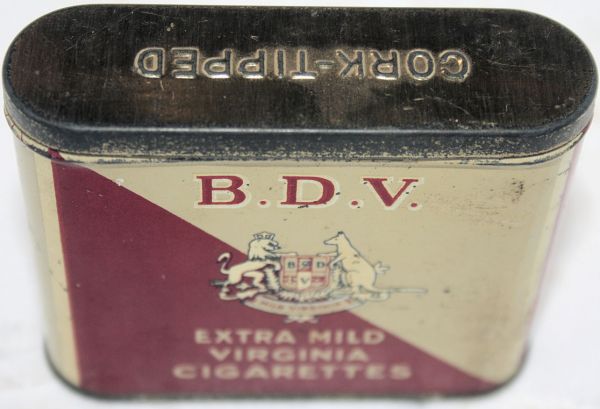 CORK-TIPPED
B.D.V.
B D
V
EXTRA MILD
VIRGINIA
CIGARETTES